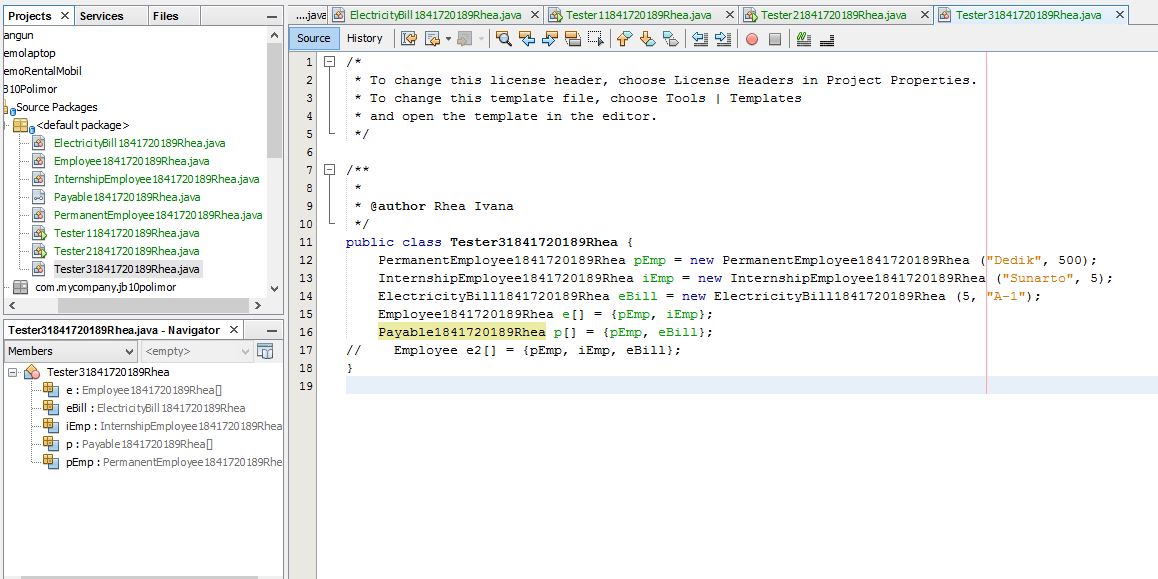 Projects Services Files
angun
emolaptop
emoRentalMobil
B10Polimor
Source Packages
<default package>
ElectricityBill1841720189Rhea.java
Employee1841720189Rhea.java
InternshipEmployee1841720189Rhea.java
Payable1841720189Rhea.java
PermanentEmployee1841720189Rhea.java
Tester11841720189Rhea.java
Tester21841720189Rhea.java
Tester31841720189Rhea.java
com.mycompany.jb10polimor
Tester31841720189Rhea.java - Navigator
Members <empty>
Tester31841720189Rhea
e : Employee1841720189Rhea[]
eBill : ElectricityBill1841720189Rhea
iEmp : InternshipEmployee1841720189Rhea
p : Payable1841720189Rhea[]
pEmp : PermanentEmployee1841720189Rhe
....java ElectricityBill1841720189Rhea.java Tester11841720189Rhea.java Tester21841720189Rhea.java Tester31841720189Rhea.java
Source History
1 /*
2 * To change this license header, choose License Headers in Project Properties.
3 * To change this template file, choose Tools | Templates
4 * and open the template in the editor.
5 */
6
7 /**
8 *
9 * @author Rhea Ivana
10 */
11 public class Tester31841720189Rhea {
12 PermanentEmployee1841720189Rhea pEmp = new PermanentEmployee1841720189Rhea ("Dedik", 500);
13 InternshipEmployee1841720189Rhea iEmp = new InternshipEmployee1841720189Rhea ("Sunarto", 5);
14 ElectricityBill1841720189Rhea eBill = new ElectricityBill1841720189Rhea (5, "A-1");
15 Employee1841720189Rhea e[] = {pEmp, iEmp};
16 Payable1841720189Rhea p[] = {pEmp, eBill};
17 // Employee e2[] = {pEmp, iEmp, eBill};
18 }
19